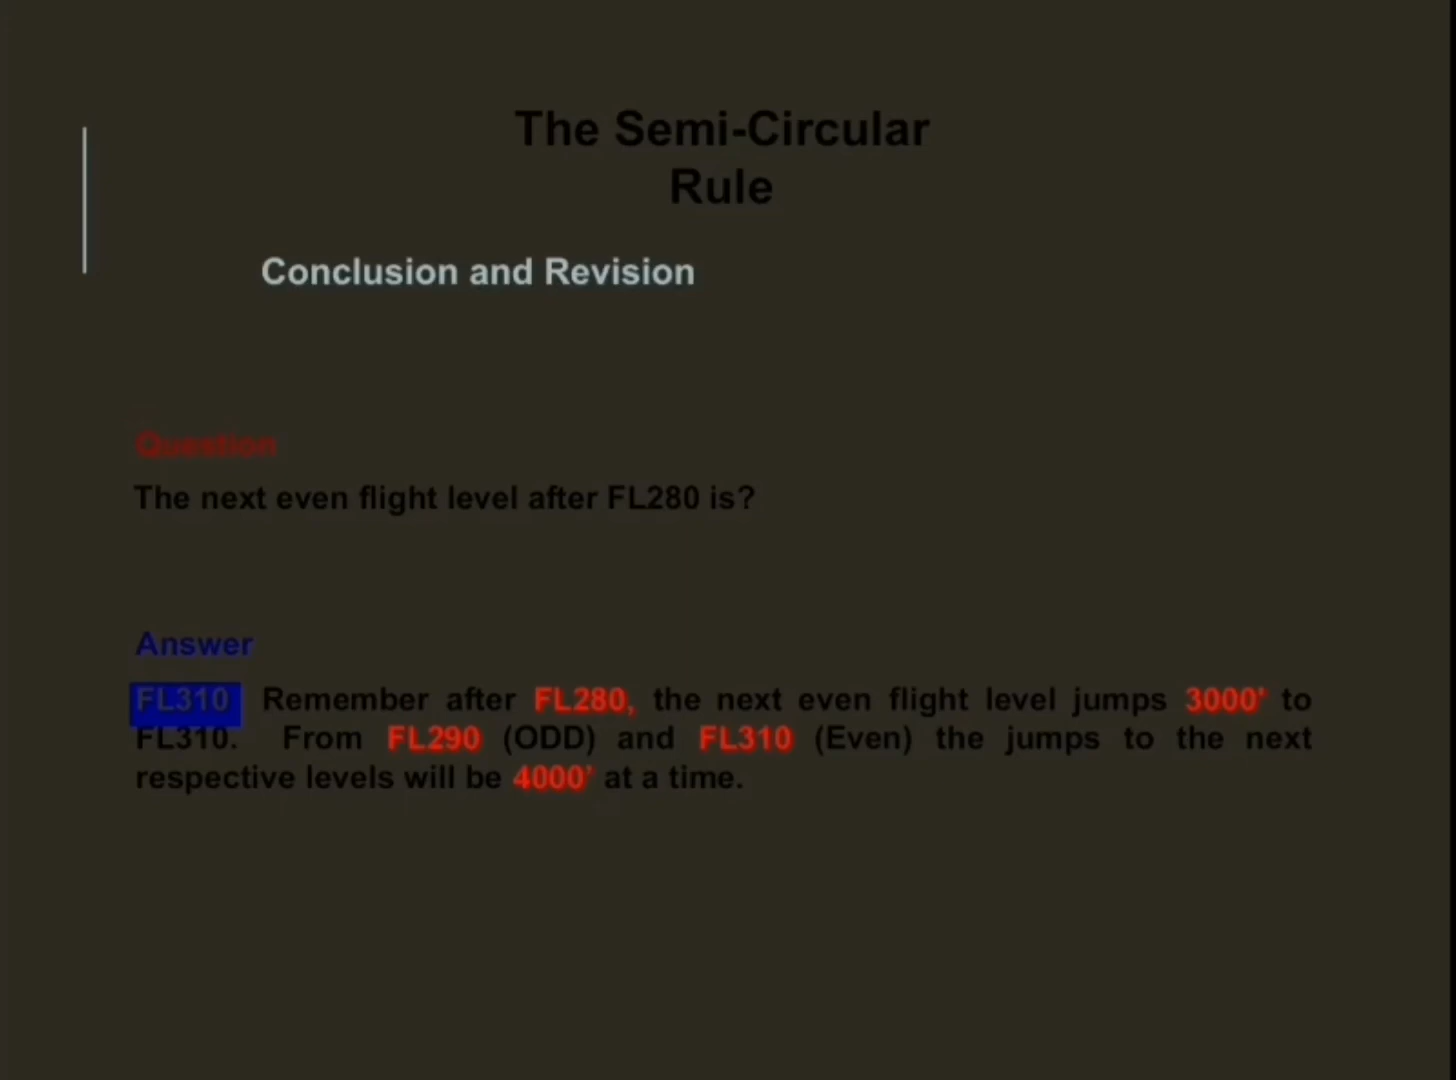 The Semi-Circular
Rule
Conclusion and Revision
Question
The next even flight level after FL280 is?
Answer
FL310 Remember after FL280, the next even flight level jumps 3000' to
FL310. From FL290 (ODD) and FL310 (Even) the jumps to the next
respective levels will be 4000' at a time.